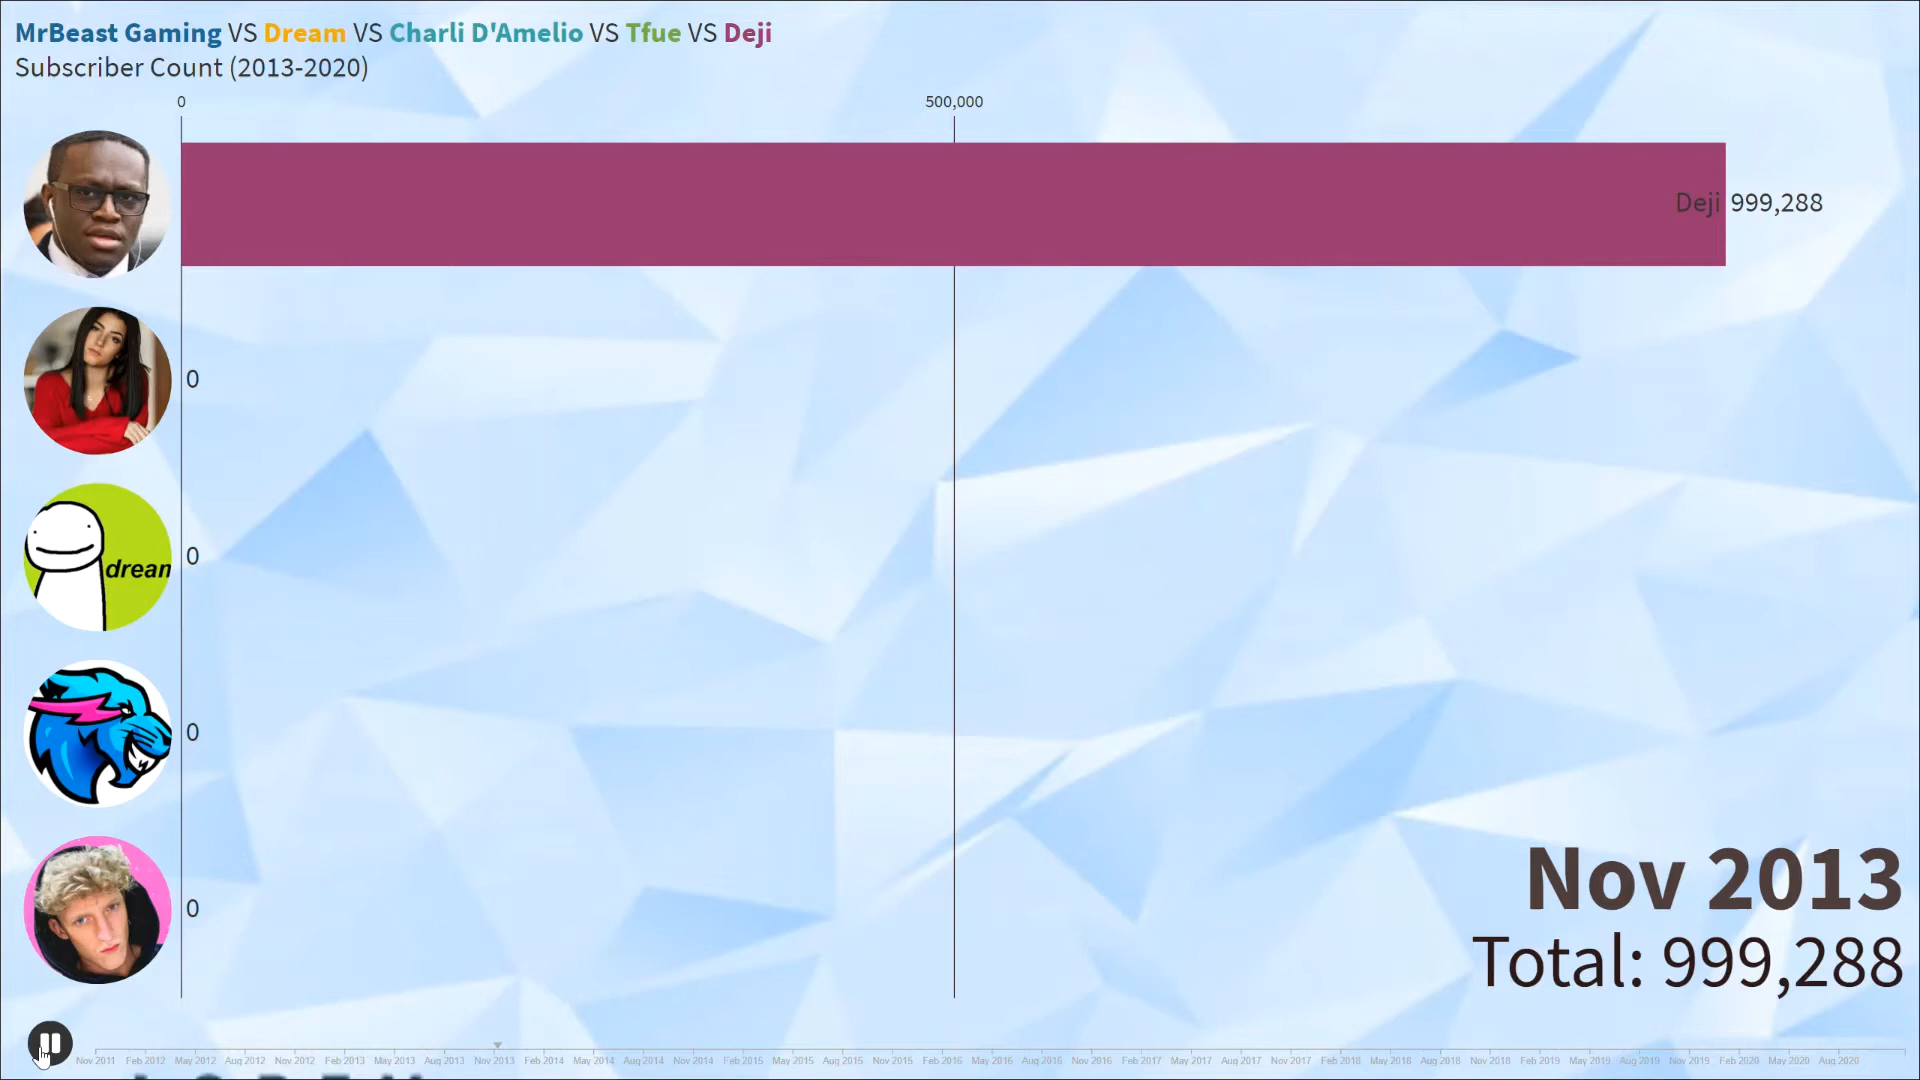 MrBeast Gaming VS Dream VS Charli D'Amelio VS Tfue VS Deji
Subscriber Count (2013-2020)
0 500,000
Deji 999,288
0
dream
0
0
0
Nov 2013
Total: 999,288
Nov 2011 Feb 2012 May 2012 Aug 2012 Nov 2012 Feb 2013 May 2013 Aug 2013 Nov 2013 Feb 2014 May 2014 Aug 2014 Nov 2014 Feb 2015 May 2015 Aug 2015 Nov 2015 Feb 2016 May 2016 Aug 2016 Nov 2016 Feb 2017 May 2017 Aug 2017 Nov 2017 Feb 2018 May 2018 Aug 2018 Nov 2018 Feb 2019 May 2019 Aug 2019 Nov 2019 Feb 2020 May 2020 Aug 2020